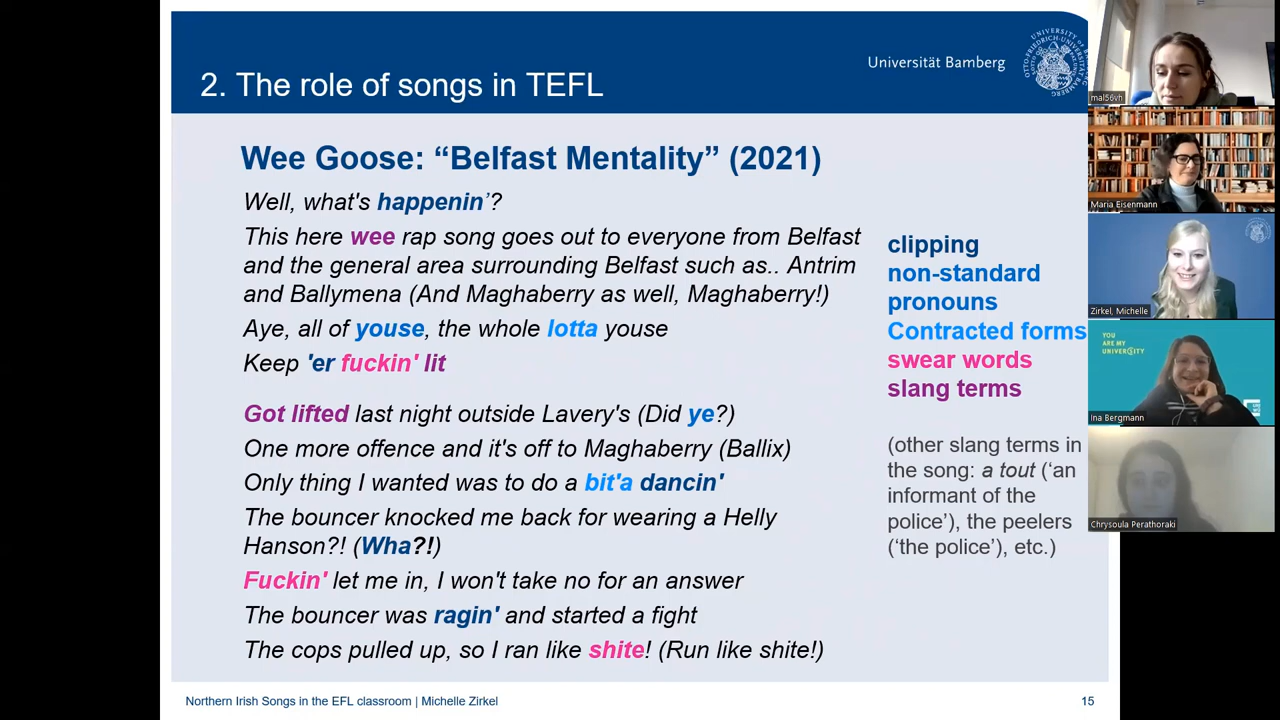 2. The role of songs in TEFL
Universität Bamberg
Wee Goose: “Belfast Mentality” (2021)
Well, what's happenin’?
This here wee rap song goes out to everyone from Belfast
and the general area surrounding Belfast such as.. Antrim
and Ballymena (And Maghaberry as well, Maghaberry!)
Aye, all of youse, the whole lotta youse
Keep 'er fuckin' lit
Got lifted last night outside Lavery's (Did ye?)
One more offence and it's off to Maghaberry (Ballix)
Only thing I wanted was to do a bit'a dancin'
The bouncer knocked me back for wearing a Helly
Hanson?! (Wha?!)
Fuckin' let me in, I won't take no for an answer
The bouncer was ragin' and started a fight
The cops pulled up, so I ran like shite! (Run like shite!)
clipping
non-standard
pronouns
Contracted forms
swear words
slang terms
(other slang terms in
the song: a tout (‘an
informant of the
police’), the peelers
(‘the police’), etc.)
Northern Irish Songs in the EFL classroom | Michelle Zirkel
15
mal56vh
Maria Eisenmann
Zirkel, Michelle
YOU
ARE MY
UNIVERSITY
Ina Bergmann
Chrysoula Perathoraki